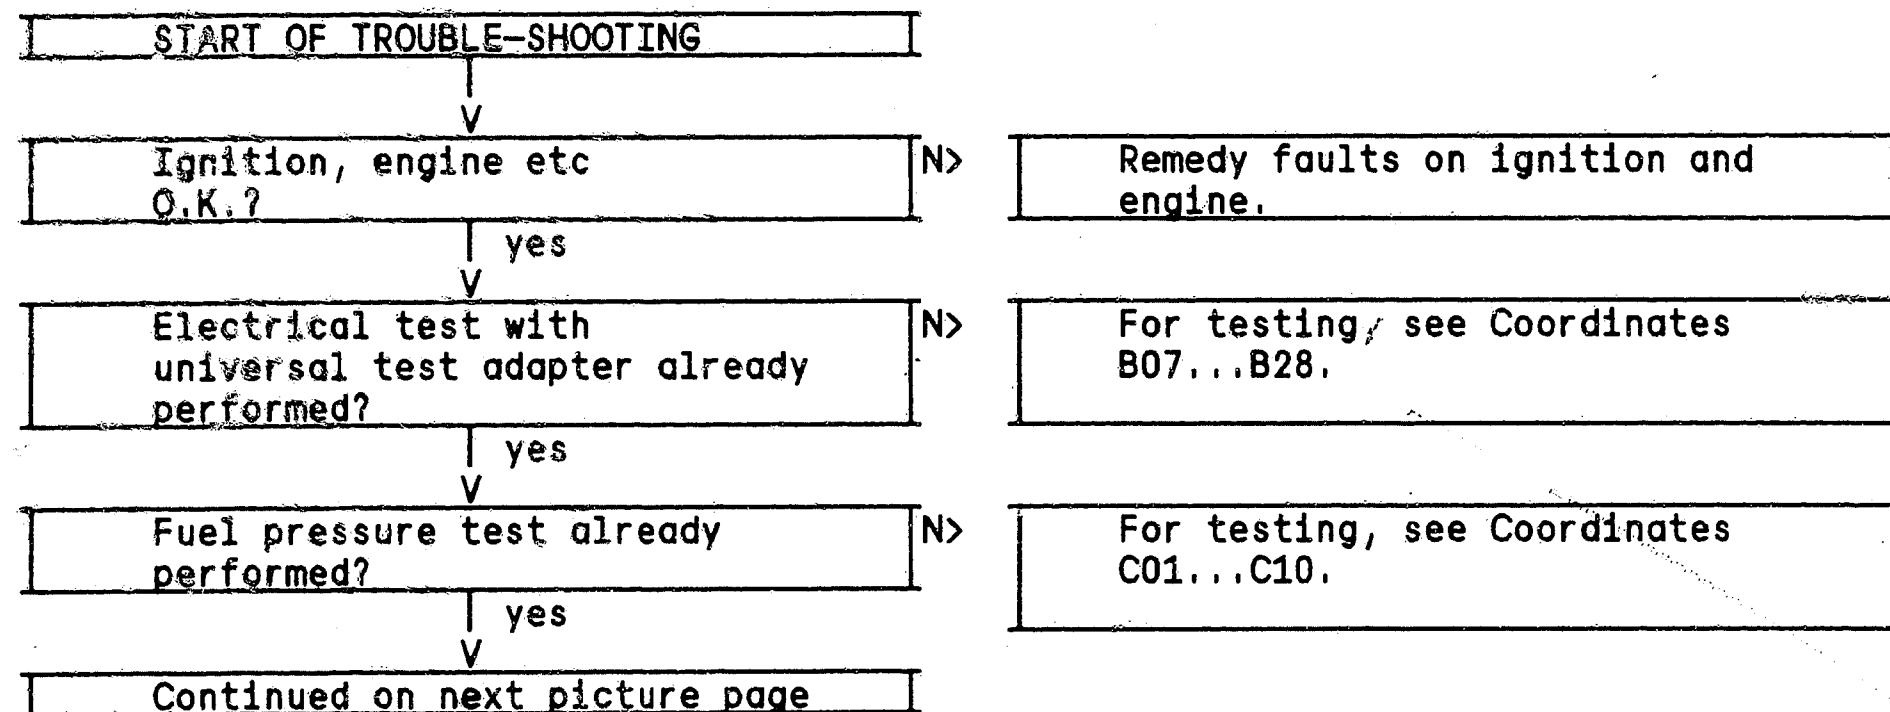 START OF TROUBLE-SHOOTING
Ignition, engine etc
O.K.?
N>
Remedy faults on ignition and
engine.
yes
Electrical test with
universal test adapter already
performed?
N>
For testing, see Coordinates
B07...B28.
yes
Fuel pressure test already
performed?
N>
For testing, see Coordinates
C01...C10.
yes
Continued on next picture page